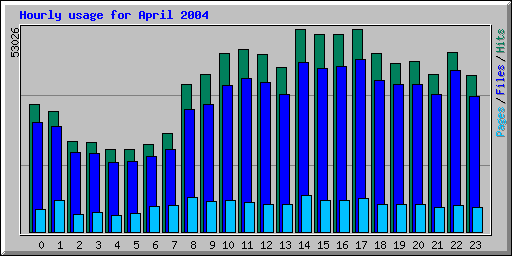 Hourly usage for April 2004
53026
Pages / Files / Hits
0 1 2 3 4 5 6 7 8 9 10 11 12 13 14 15 16 17 18 19 20 21 22 23